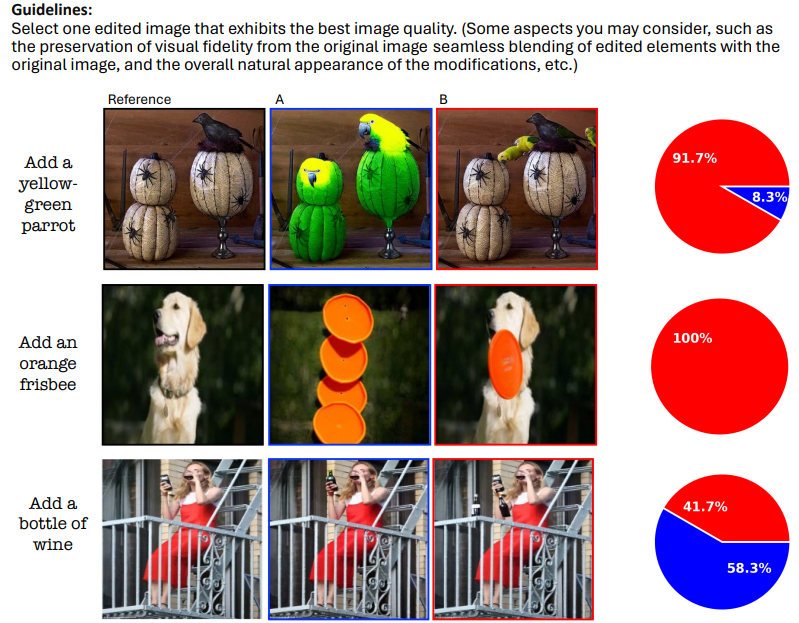 Guidelines:
Select one edited image that exhibits the best image quality. (Some aspects you may consider, such as
the preservation of visual fidelity from the original image seamless blending of edited elements with the
original image, and the overall natural appearance of the modifications, etc.)
Reference A B
Add a
yellow-
green
parrot
91.7%
8.3%
Add an
orange
frisbee
100%
Add a
bottle of
wine
41.7%
58.3%